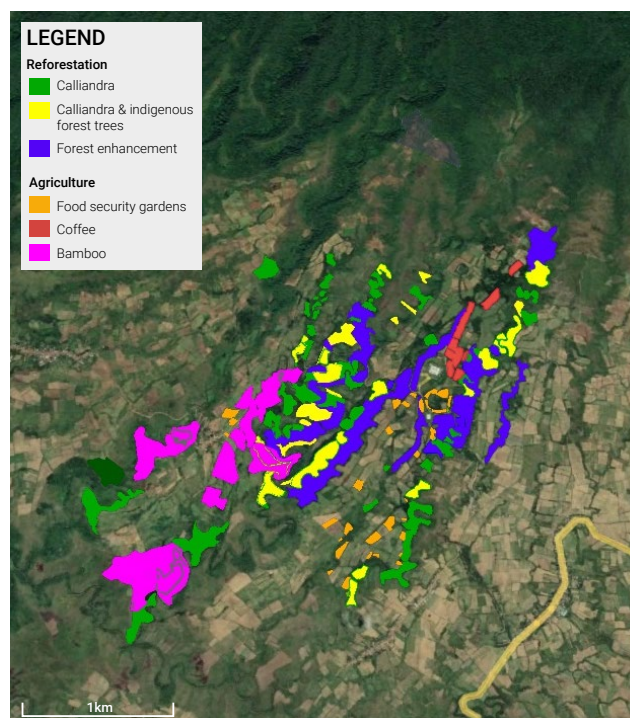 LEGEND
Reforestation
Calliandra
Calliandra & indigenous
forest trees
Forest enhancement
Agriculture
Food security gardens
Coffee
Bamboo
1km